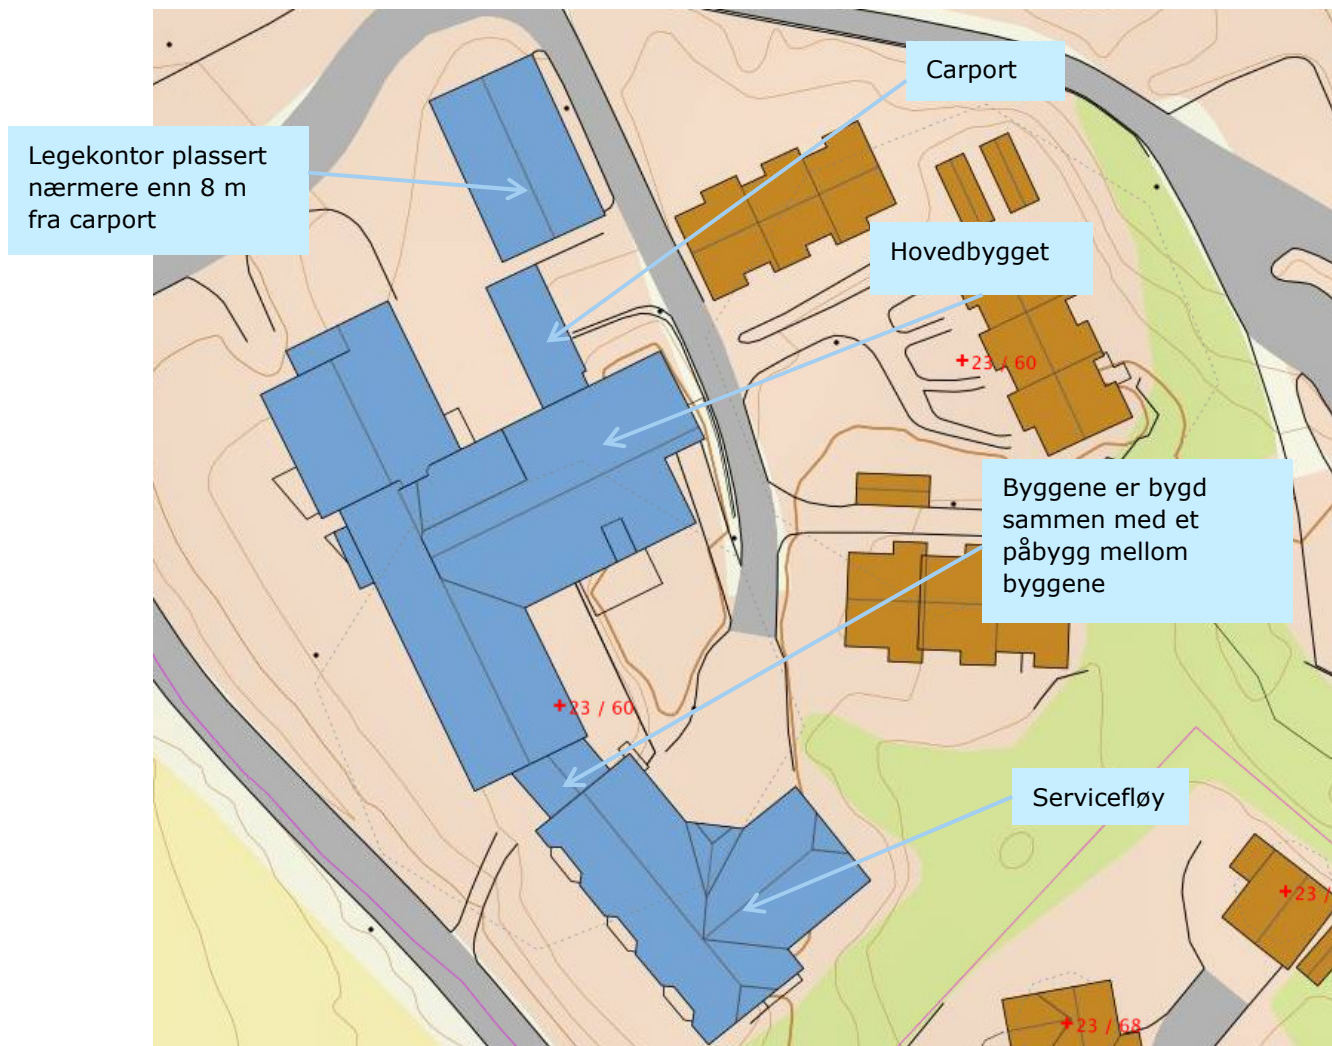 Carport
Legekontor plassert
nærmere enn 8 m
fra carport
Hovedbygget
+23 / 60
Byggene er bygd
sammen med et
påbygg mellom
byggene
+23 / 60
Servicefløy
+23 /
+23 / 68